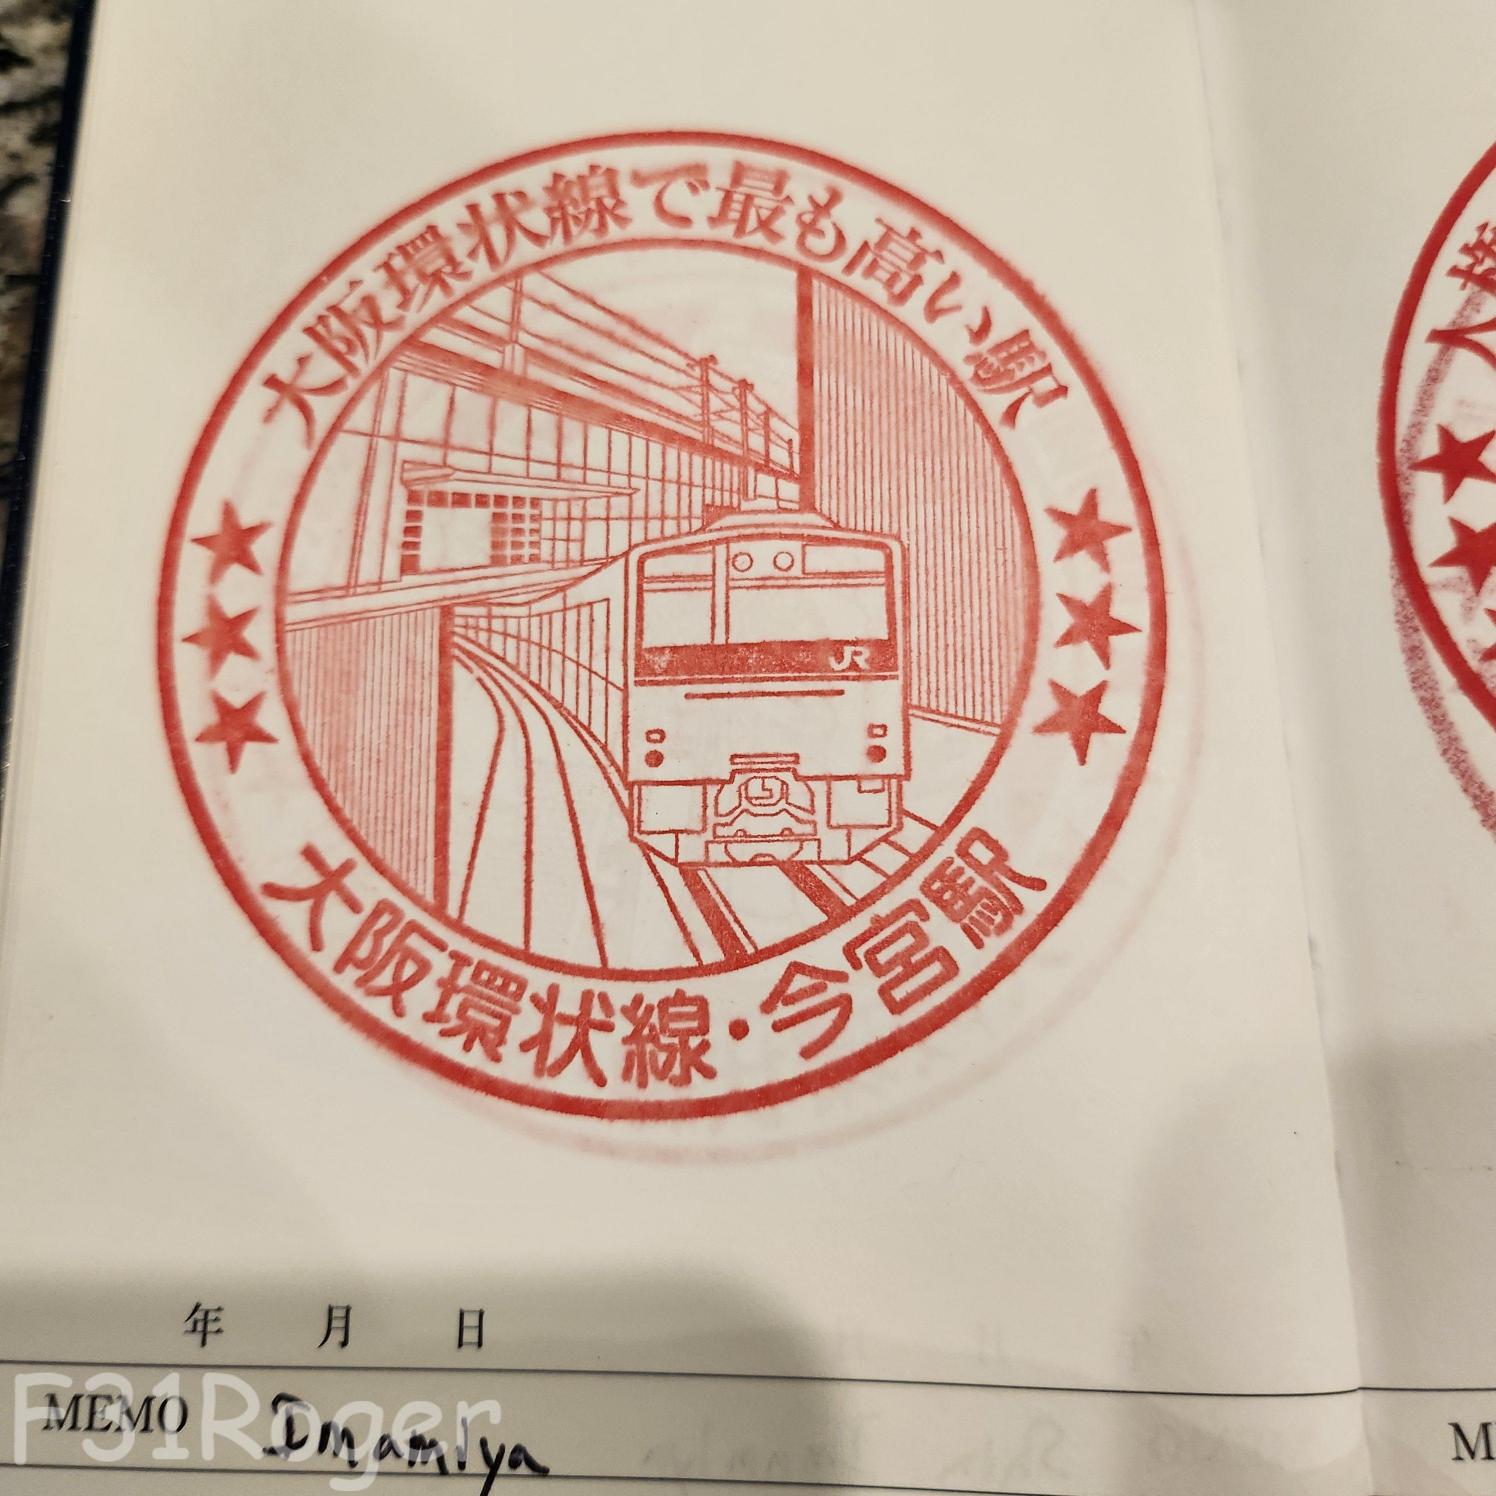 大阪環状線で最も高い駅
JR
大阪環状線・今宮駅
年 月 日
MEMO Imamiya
F31Roger